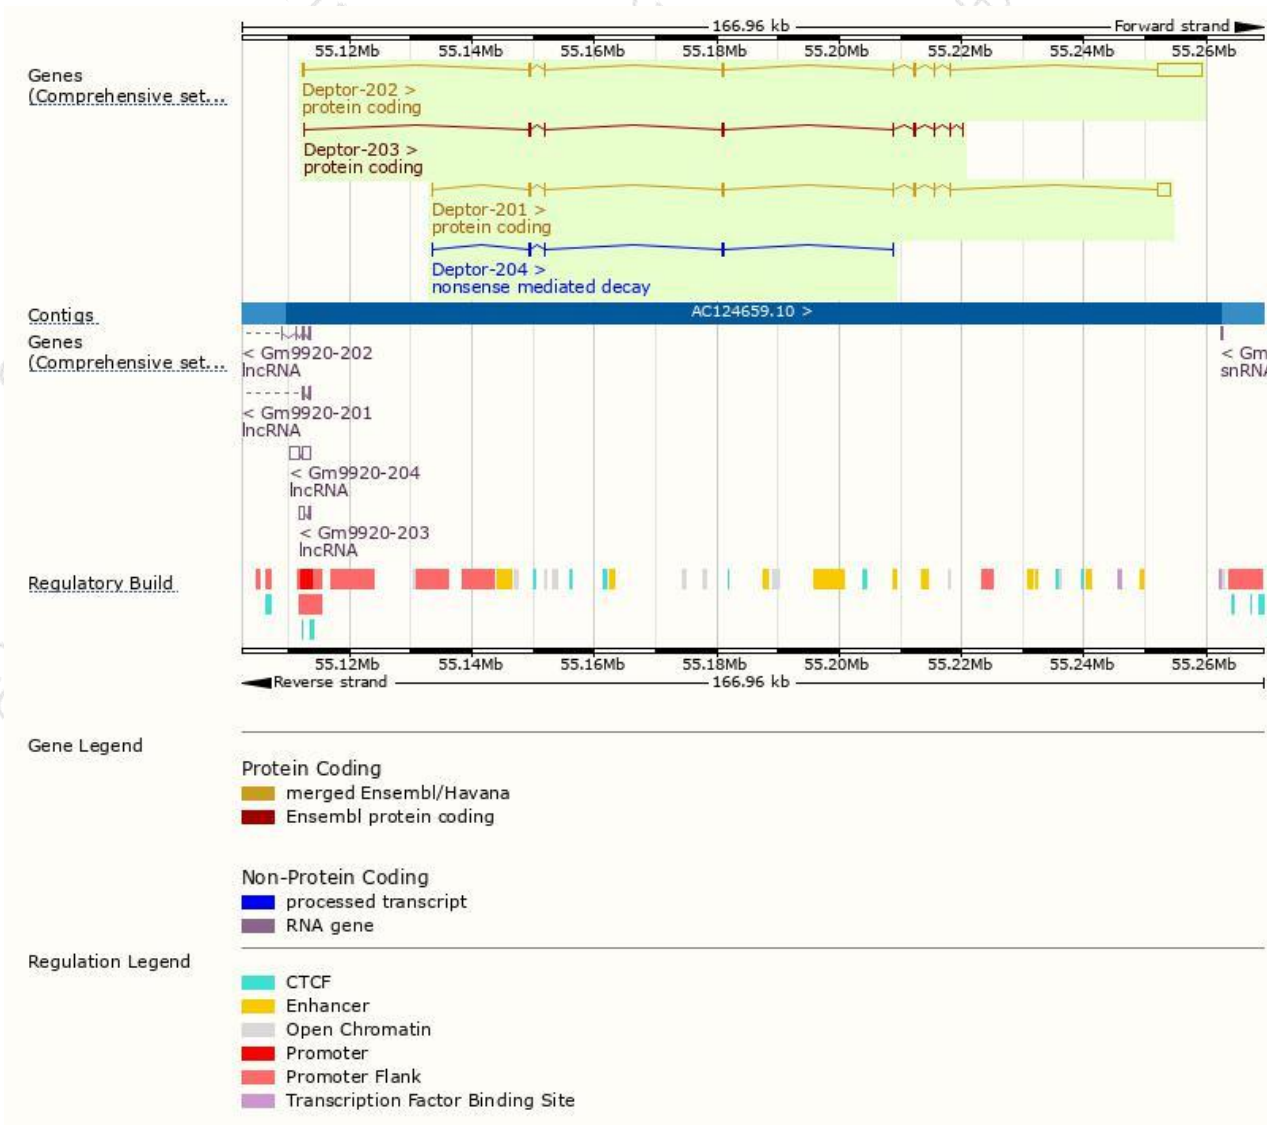 166.96 kb
Forward strand
55.12Mb 55.14Mb 55.16Mb 55.18Mb 55.20Mb 55.22Mb 55.24Mb 55.26Mb
Genes
(Comprehensive set...
Deptor-202 >
protein coding
Deptor-203 >
protein coding
Deptor-201 >
protein coding
Deptor-204 >
nonsense mediated decay
Contigs
AC124659.10 >
Genes
(Comprehensive set...
< Gm9920-202
lncRNA
< Gm
snRNA
< Gm9920-201
lncRNA
< Gm9920-204
lncRNA
< Gm9920-203
lncRNA
Regulatory Build
55.12Mb 55.14Mb 55.16Mb 55.18Mb 55.20Mb 55.22Mb 55.24Mb 55.26Mb
Reverse strand
166.96 kb
Gene Legend
Protein Coding
merged Ensembl/Havana
Ensembl protein coding
Non-Protein Coding
processed transcript
RNA gene
Regulation Legend
CTCF
Enhancer
Open Chromatin
Promoter
Promoter Flank
Transcription Factor Binding Site